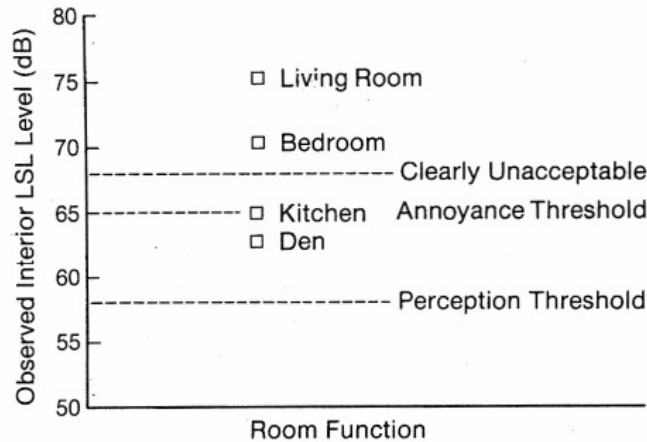 Observed Interior LSL Level (dB)
80
75
70
65
60
55
50
Living Room
Bedroom
Clearly Unacceptable
Kitchen
Annoyance Threshold
Den
Perception Threshold
Room Function